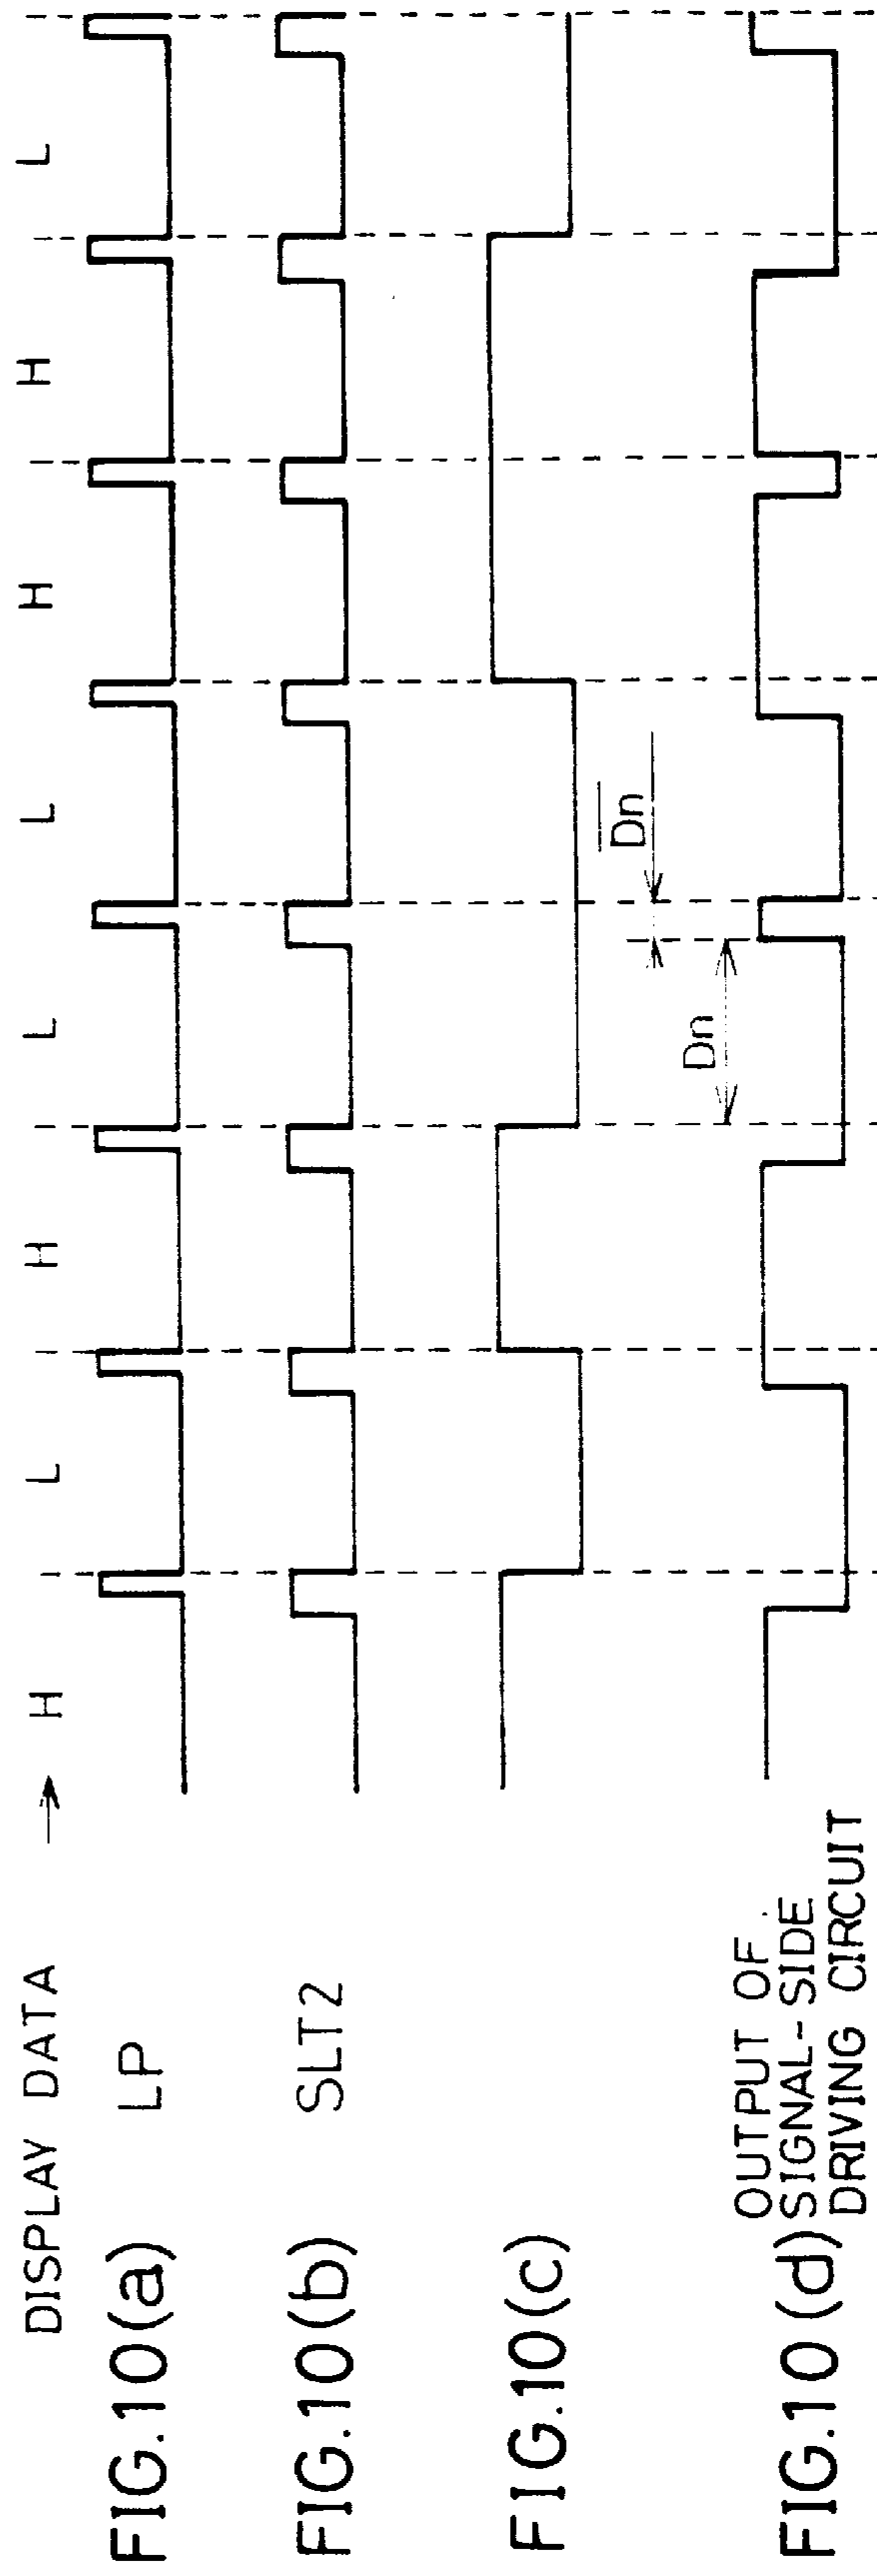 DISPLAY DATA → H L H L L H H L
FIG.10(a) LP
FIG.10(b) SLT2
FIG.10(c)
Dn
Dn
FIG.10(d) OUTPUT OF
SIGNAL-SIDE
DRIVING CIRCUIT